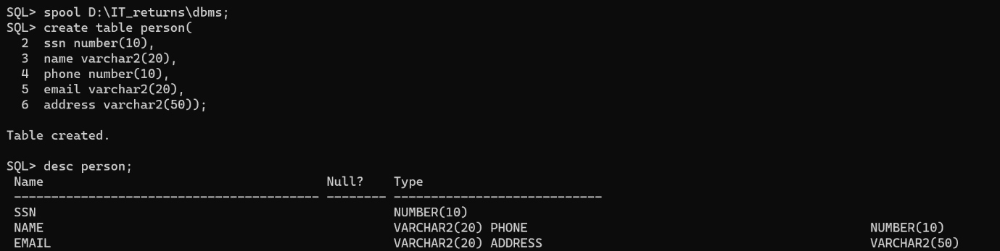 SQL> spool D:\IT_returns\dbms;
SQL> create table person(
  2  ssn number(10),
  3  name varchar2(20),
  4  phone number(10),
  5  email varchar2(20),
  6  address varchar2(50));
Table created.
SQL> desc person;
 Name                                      Null?    Type
 ----------------------------------------- -------- ----------------------------
 SSN                                                NUMBER(10)
 NAME                                               VARCHAR2(20) PHONE                                              NUMBER(10)
 EMAIL                                              VARCHAR2(20) ADDRESS                                            VARCHAR2(50)